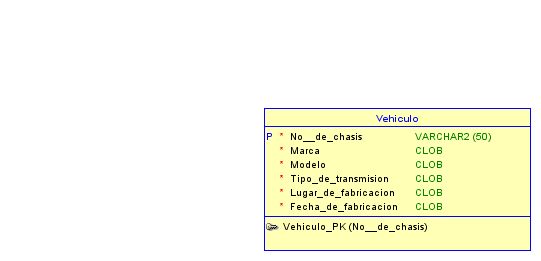 Vehiculo
P * No__de_chasis VARCHAR2 (50)
* Marca CLOB
* Modelo CLOB
* Tipo_de_transmision CLOB
* Lugar_de_fabricacion CLOB
* Fecha_de_fabricacion CLOB
Vehiculo_PK (No__de_chasis)